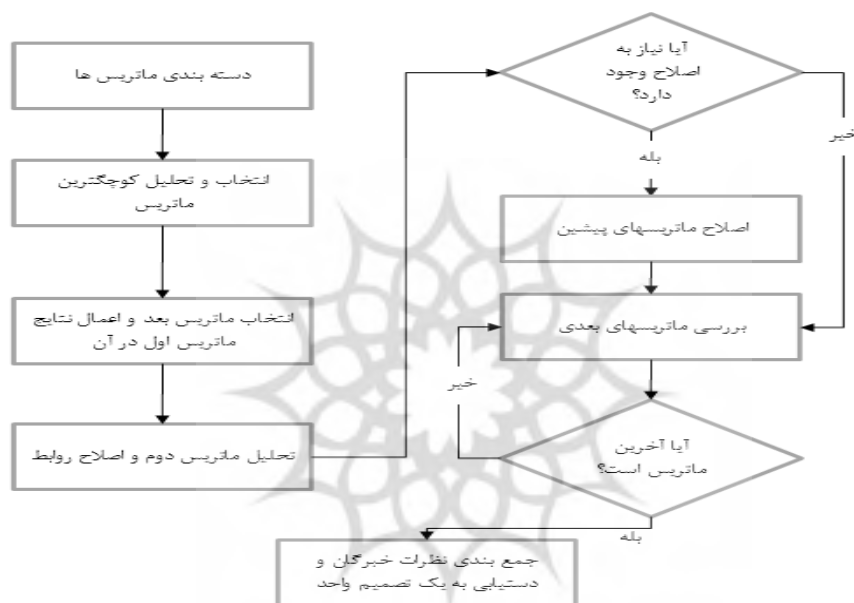 دسته بندی ماتریس ها
انتخاب و تحلیل کوچگترین
ماتریس
انتخاب ماتریس بعد و اعمال نتایج
ماتریس اول در آن
تحلیل ماتریس دوم و اصلاح روابط
آیا نیاز به
اصلاح وجود
دارد؟
خیر
بله
اصلاح ماتریسهای پیشین
بررسی ماتریسهای بعدی
خیر
آیا آخرین
ماتریس است؟
بله
جمع بندی نظرات خبرگان و
دستیابی به یک تصمیم واحد